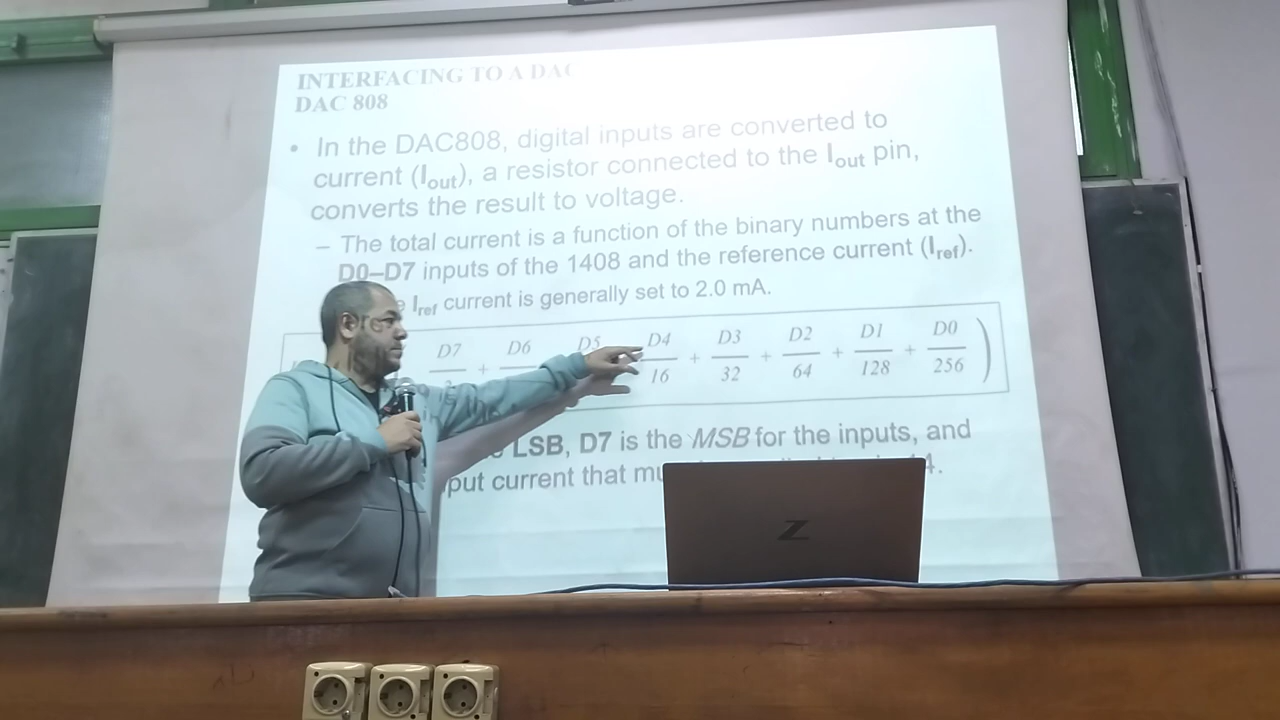 INTERFACING TO A DAC
DAC 808
• In the DAC808, digital inputs are converted to
current (Iout), a resistor connected to the Iout pin,
converts the result to voltage.
– The total current is a function of the binary numbers at the
D0–D7 inputs of the 1408 and the reference current (Iref).
Iref current is generally set to 2.0 mA.
D7 + D6 D5 D4/16 + D3/32 + D2/64 + D1/128 + D0/256 )
LSB, D7 is the MSB for the inputs, and
put current that
Z